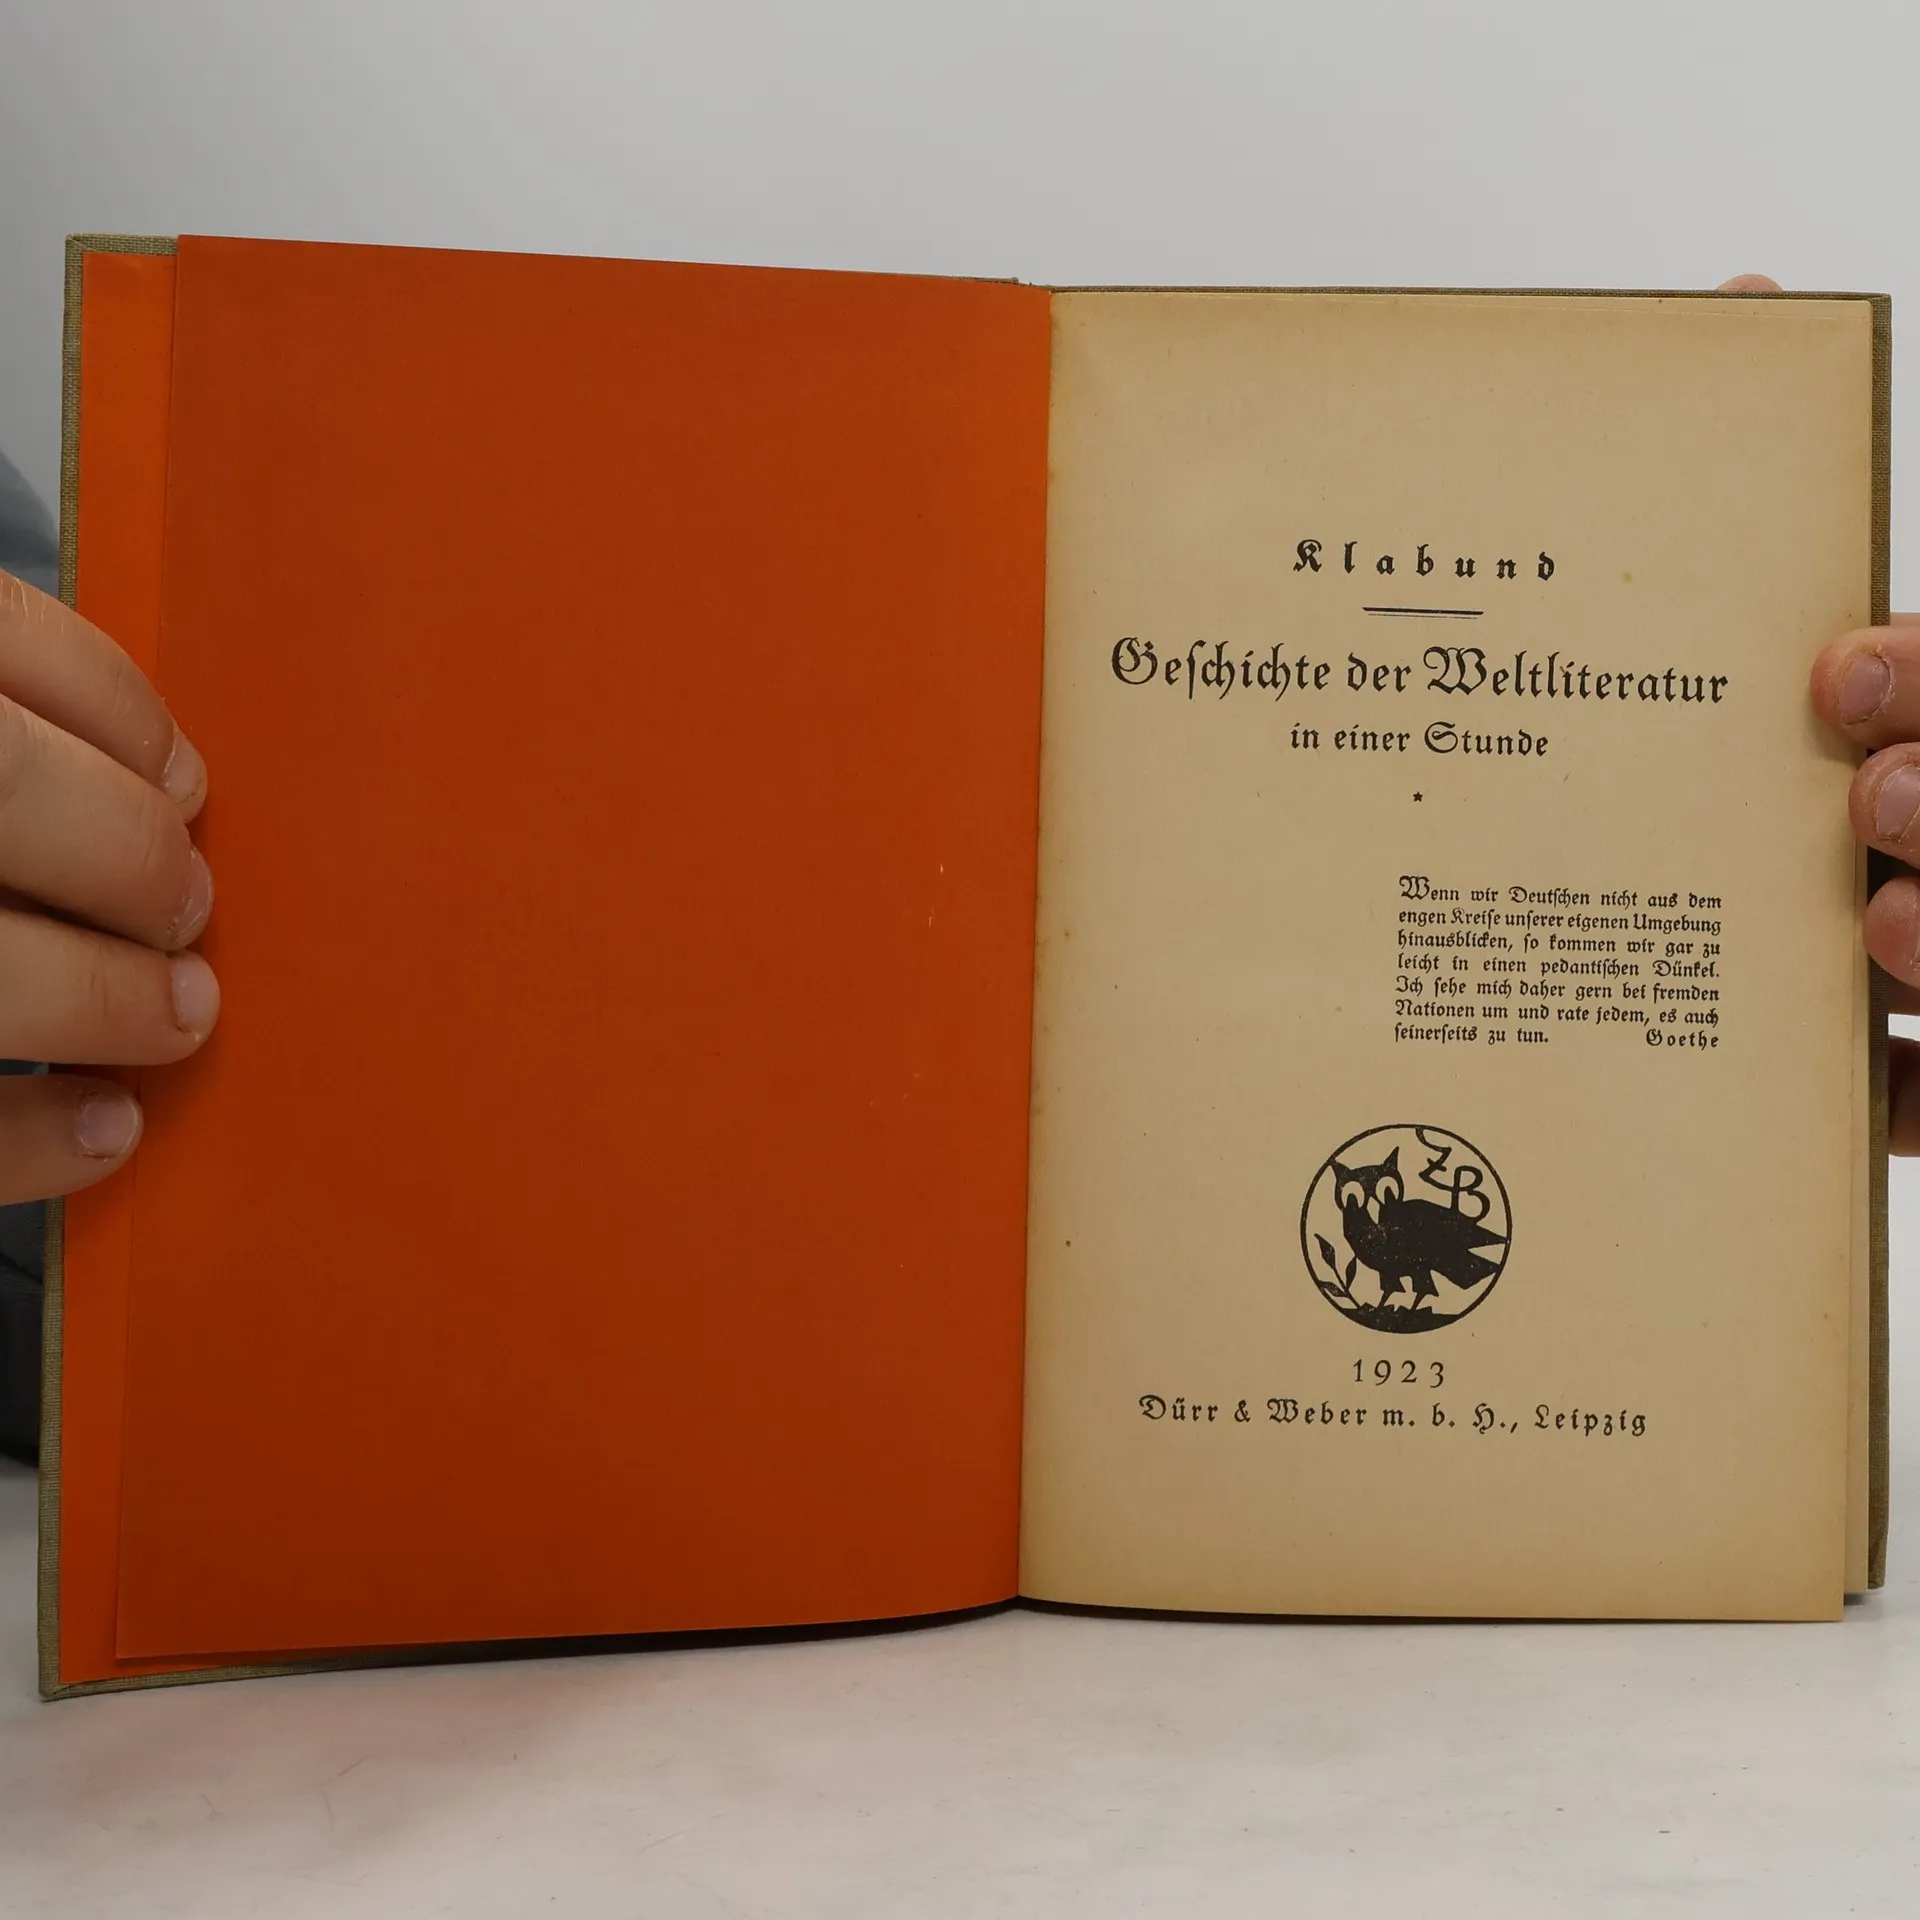 Klabund
Geſchichte der Weltliteratur
in einer Stunde
*
Wenn wir Deutſchen nicht aus dem
engen Kreiſe unſerer eigenen Umgebung
hinausblicken, ſo kommen wir gar zu
leicht in einen pedantiſchen Dünkel.
Ich ſehe mich daher gern bei fremden
Nationen um und rate jedem, es auch
ſeinerſeits zu tun. Goethe
ZB
1923
Dürr & Weber m. b. H., Leipzig